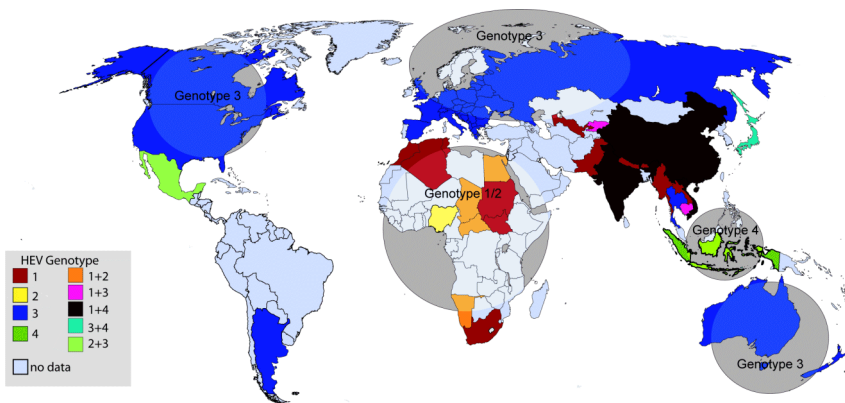 Genotype 3
Genotype 3
Genotype 1/2
Genotype 4
Genotype 3
HEV Genotype
1 1+2
2 1+3
3 1+4
4 3+4
2+3
no data